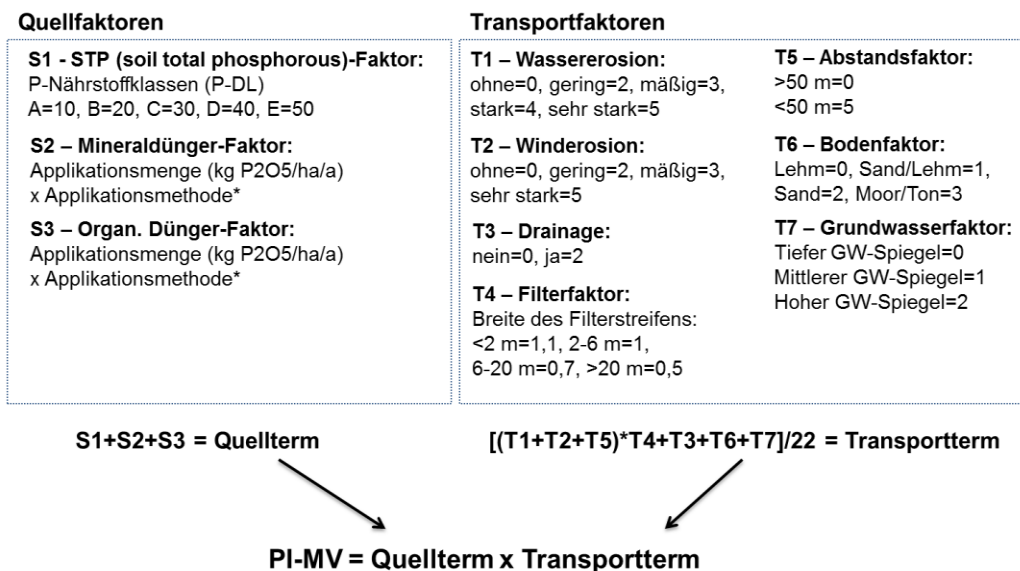 Quellfaktoren
S1 - STP (soil total phosphorous)-Faktor:
P-Nährstoffklassen (P-DL)
A=10, B=20, C=30, D=40, E=50
S2 – Mineraldünger-Faktor:
Applikationsmenge (kg P2O5/ha/a)
x Applikationsmethode*
S3 – Organ. Dünger-Faktor:
Applikationsmenge (kg P2O5/ha/a)
x Applikationsmethode*
Transportfaktoren
T1 – Wassererosion:
ohne=0, gering=2, mäßig=3,
stark=4, sehr stark=5
T2 – Winderosion:
ohne=0, gering=2, mäßig=3,
sehr stark=5
T3 – Drainage:
nein=0, ja=2
T4 – Filterfaktor:
Breite des Filterstreifens:
<2 m=1,1, 2-6 m=1,
6-20 m=0,7, >20 m=0,5
T5 – Abstandsfaktor:
>50 m=0
<50 m=5
T6 – Bodenfaktor:
Lehm=0, Sand/Lehm=1,
Sand=2, Moor/Ton=3
T7 – Grundwasserfaktor:
Tiefer GW-Spiegel=0
Mittlerer GW-Spiegel=1
Hoher GW-Spiegel=2
S1+S2+S3 = Quellterm
[(T1+T2+T5)*T4+T3+T6+T7]/22 = Transportterm
PI-MV = Quellterm x Transportterm